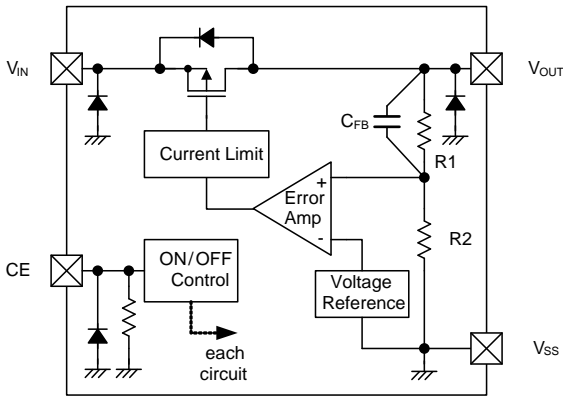 VIN
VOUT
CFB
R1
Current Limit
+
Error
Amp
-
R2
CE
ON/OFF
Control
Voltage
Reference
each
circuit
VSS